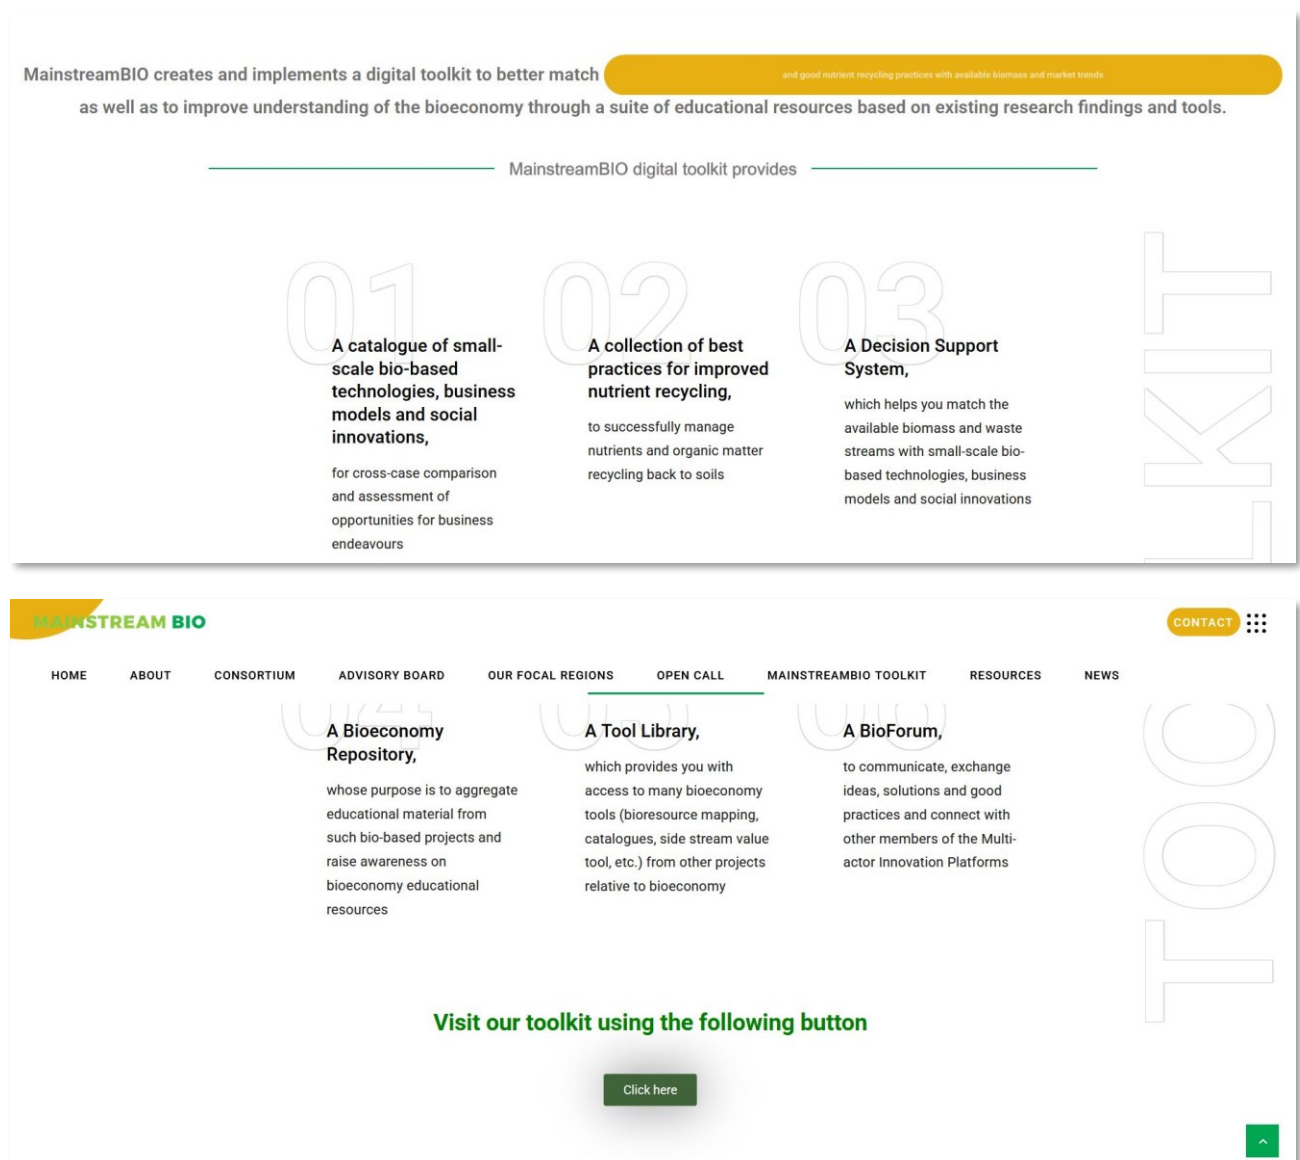 MainstreamBIO creates and implements a digital toolkit to better match and good nutrient recycling practices with available biomass and market trends
as well as to improve understanding of the bioeconomy through a suite of educational resources based on existing research findings and tools.
MainstreamBIO digital toolkit provides
01
A catalogue of small-
scale bio-based
technologies, business
models and social
innovations,
for cross-case comparison
and assessment of
opportunities for business
endeavours
02
A collection of best
practices for improved
nutrient recycling,
to successfully manage
nutrients and organic matter
recycling back to soils
03
A Decision Support
System,
which helps you match the
available biomass and waste
streams with small-scale bio-
based technologies, business
models and social innovations
LKIT
MAINSTREAM BIO
CONTACT
HOME ABOUT CONSORTIUM ADVISORY BOARD OUR FOCAL REGIONS OPEN CALL MAINSTREAMBIO TOOLKIT RESOURCES NEWS
04
A Bioeconomy
Repository,
whose purpose is to aggregate
educational material from
such bio-based projects and
raise awareness on
bioeconomy educational
resources
05
A Tool Library,
which provides you with
access to many bioeconomy
tools (bioresource mapping,
catalogues, side stream value
tool, etc.) from other projects
relative to bioeconomy
06
A BioForum,
to communicate, exchange
ideas, solutions and good
practices and connect with
other members of the Multi-
actor Innovation Platforms
TOO
Visit our toolkit using the following button
Click here